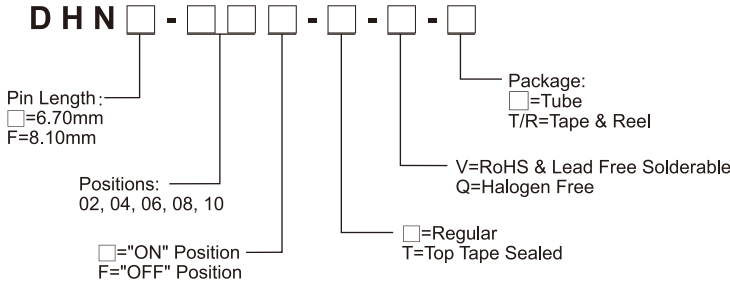 DHN□-□□□-□-□-□
Pin Length:
□=6.70mm
F=8.10mm
Package:
□=Tube
T/R=Tape & Reel
Positions:
02, 04, 06, 08, 10
V=RoHS & Lead Free Solderable
Q=Halogen Free
□="ON" Position
F="OFF" Position
□=Regular
T=Top Tape Sealed